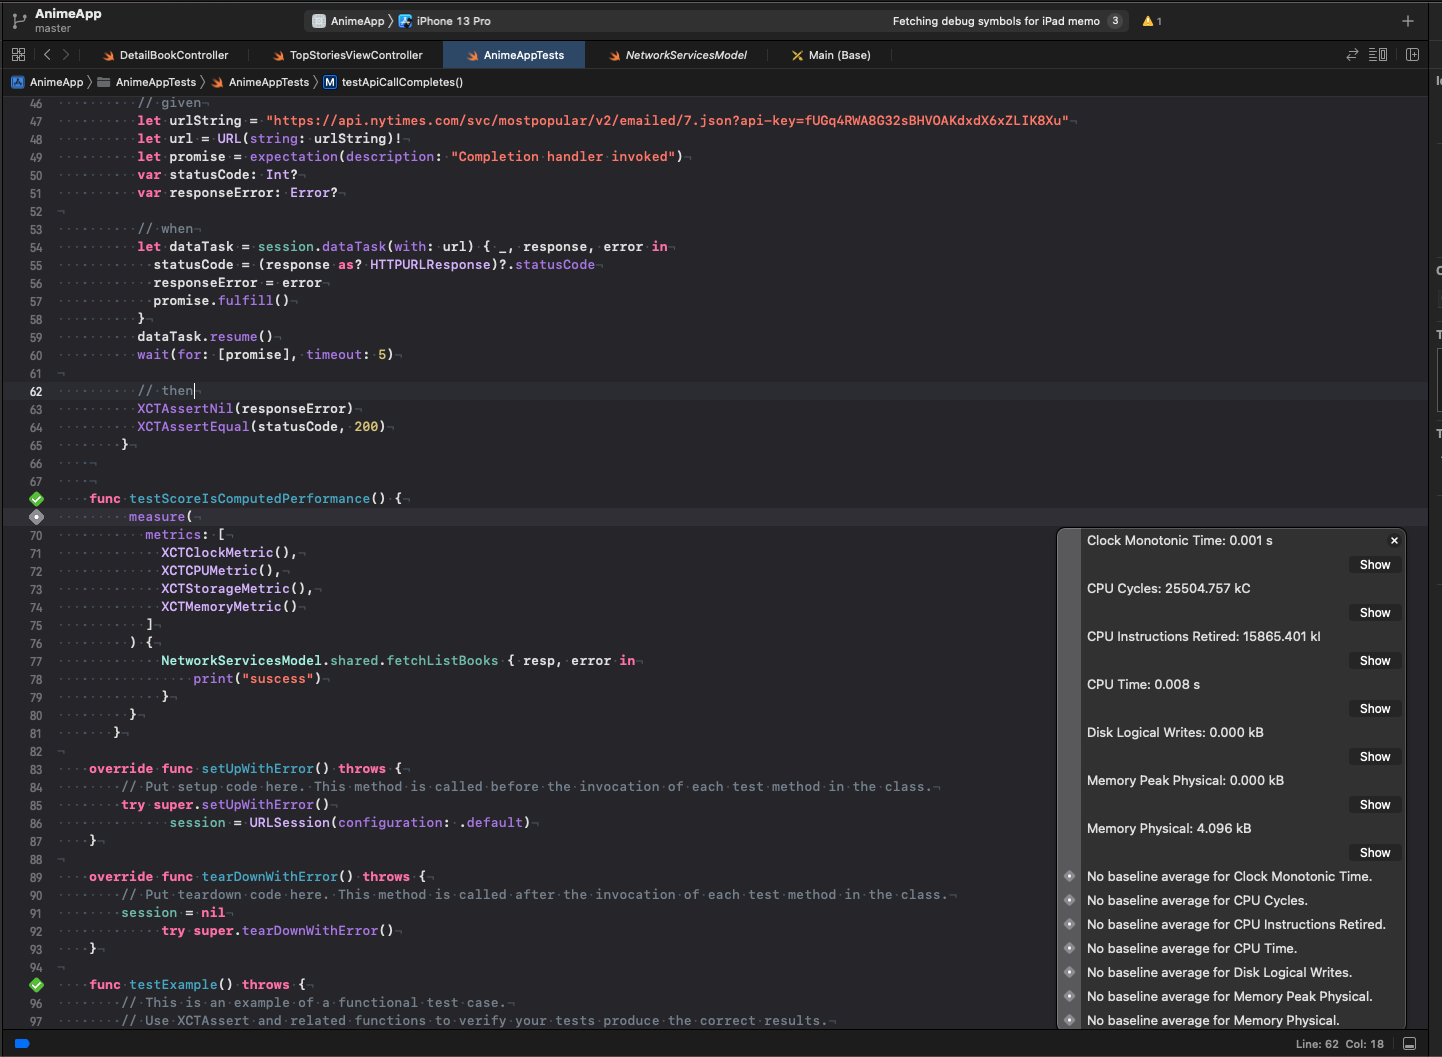 AnimeApp
master
AnimeApp
iPhone 13 Pro
Fetching debug symbols for iPad memo
3
1
DetailBookController
TopStoriesViewController
AnimeAppTests
NetworkServicesModel
Main (Base)
AnimeApp
AnimeAppTests
AnimeAppTests
M
testApiCallCompletes()
46 // given
47 let urlString = "https://api.nytimes.com/svc/mostpopular/v2/emailed/7.json?api-key=fUGq4RWA8G32sBHVOAKdxdX6xZLIK8Xu"
48 let url = URL(string: urlString)!
49 let promise = expectation(description: "Completion handler invoked")
50 var statusCode: Int?
51 var responseError: Error?
52
53 // when
54 let dataTask = session.dataTask(with: url) { _, response, error in
55 statusCode = (response as? HTTPURLResponse)?.statusCode
56 responseError = error
57 promise.fulfill()
58 }
59 dataTask.resume()
60 wait(for: [promise], timeout: 5)
61
62 // then
63 XCTAssertNil(responseError)
64 XCTAssertEqual(statusCode, 200)
65 }
66
67
func testScoreIsComputedPerformance() {
measure(
70 metrics: [
71 XCTClockMetric(),
72 XCTCPUMetric(),
73 XCTStorageMetric(),
74 XCTMemoryMetric()
75 ]
76 ) {
77 NetworkServicesModel.shared.fetchListBooks { resp, error in
78 print("suscess")
79 }
80 }
81 }
82
83 override func setUpWithError() throws {
84 // Put setup code here. This method is called before the invocation of each test method in the class.
85 try super.setUpWithError()
86 session = URLSession(configuration: .default)
87 }
88
89 override func tearDownWithError() throws {
90 // Put teardown code here. This method is called after the invocation of each test method in the class.
91 session = nil
92 try super.tearDownWithError()
93 }
94
func testExample() throws {
96 // This is an example of a functional test case.
97 // Use XCTAssert and related functions to verify your tests produce the correct results.
Clock Monotonic Time: 0.001 s
Show
CPU Cycles: 25504.757 kC
Show
CPU Instructions Retired: 15865.401 kI
Show
CPU Time: 0.008 s
Show
Disk Logical Writes: 0.000 kB
Show
Memory Peak Physical: 0.000 kB
Show
Memory Physical: 4.096 kB
Show
No baseline average for Clock Monotonic Time.
No baseline average for CPU Cycles.
No baseline average for CPU Instructions Retired.
No baseline average for CPU Time.
No baseline average for Disk Logical Writes.
No baseline average for Memory Peak Physical.
No baseline average for Memory Physical.
Line: 62 Col: 18